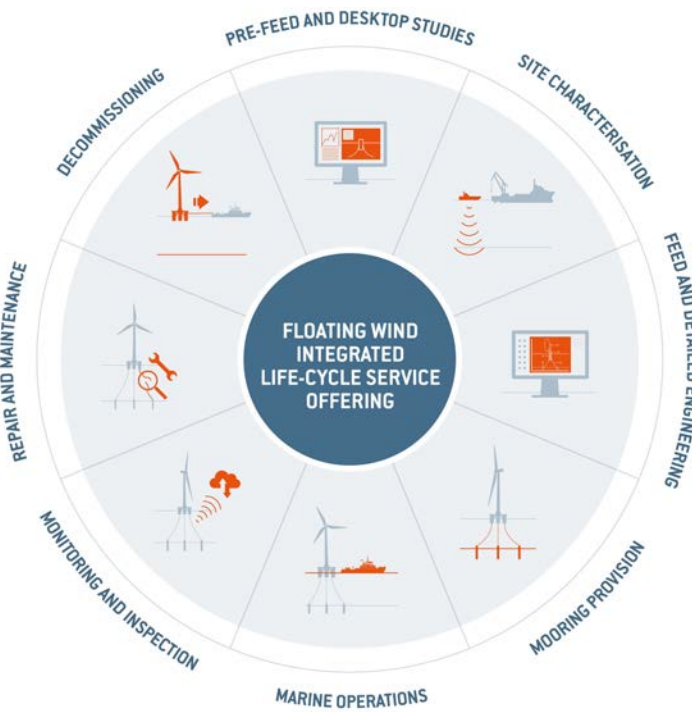 PRE-FEED AND DESKTOP STUDIES
SITE CHARACTERISATION
FEED AND DETAILED ENGINEERING
MOORING PROVISION
MARINE OPERATIONS
MONITORING AND INSPECTION
REPAIR AND MAINTENANCE
DECOMMISSIONING
FLOATING WIND
INTEGRATED
LIFE-CYCLE SERVICE
OFFERING